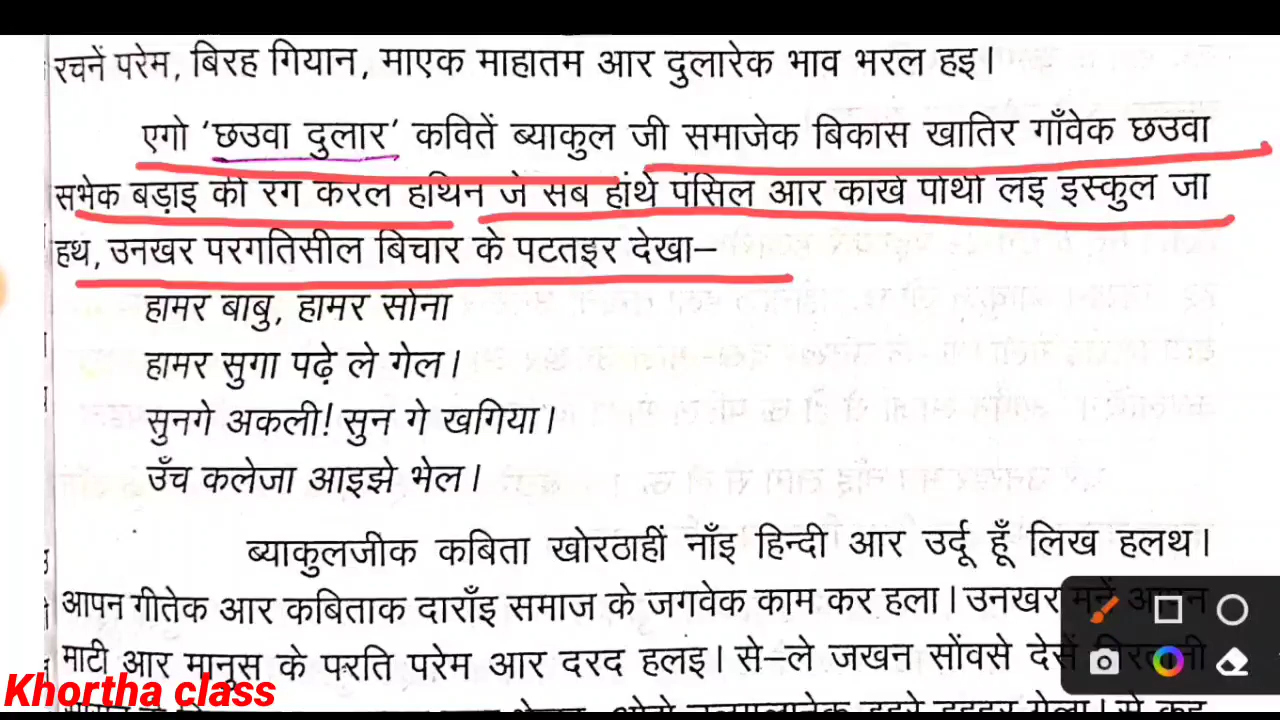 रचनें परेम, बिरह गियान, माएक माहातम आर दुलारेक भाव भरल हइ।
एगो 'छउवा दुलार' कवितें ब्याकुल जी समाजेक बिकास खातिर गाँवेक छउवा
सभेक बड़ाइ की रग करल हथिन जे सब हांथे पंसिल आर काखे पोथी लइ इस्कुल जा
हथ, उनखर परगतिसील बिचार के पटतइर देखा–
हामर बाबु, हामर सोना
हामर सुगा पढ़े ले गेल।
सुनगे अकली! सुन गे खगिया।
उँच कलेजा आइझे भेल।
ब्याकुलजीक कबिता खोरठाहीं नाँइ हिन्दी आर उर्दू हूँ लिख हलथ।
आपन गीतेक आर कबिताक दाराँइ समाज के जगवेक काम कर हला। उनखर मनें आपन
माटी आर मानुस के परति परेम आर दरद हलइ। से–ले जखन सोंवसे देसें
Khortha class